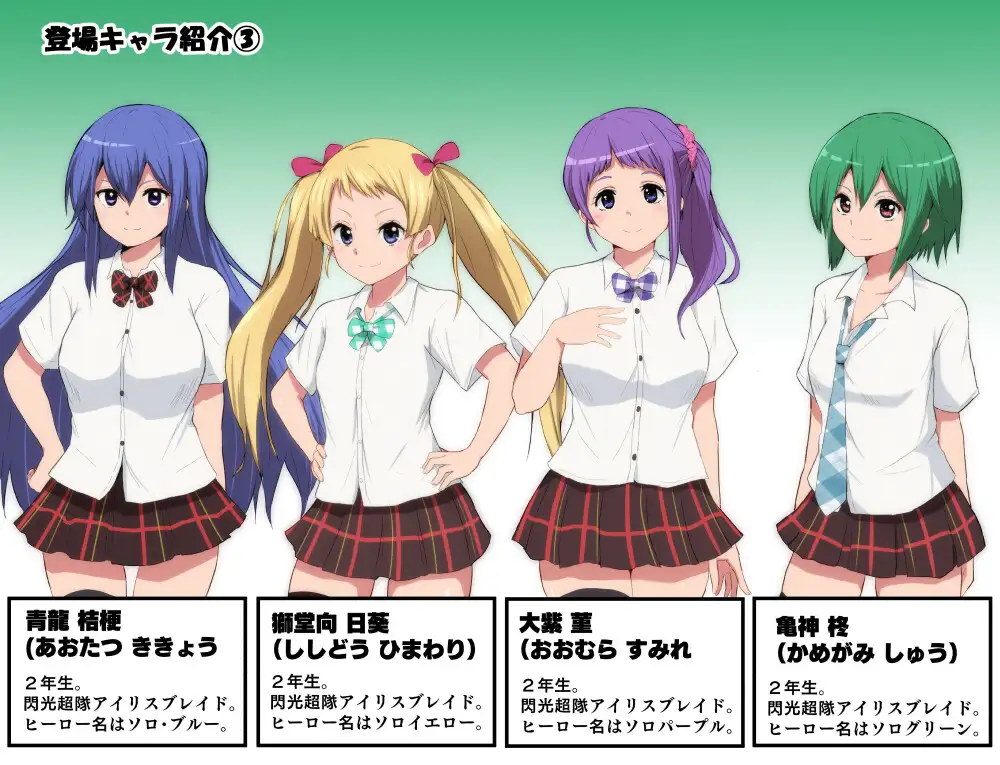 登場キャラ紹介③
青龍 桔梗
(あおたつ ききょう
２年生。
閃光超隊アイリスブレイド。
ヒーロー名はソロ・ブルー。
獅堂向 日葵
(ししどう ひまわり)
２年生。
閃光超隊アイリスブレイド。
ヒーロー名はソロイエロー。
大紫 菫
(おおむら すみれ
２年生。
閃光超隊アイリスブレイド。
ヒーロー名はソロパープル。
亀神 柊
(かめがみ しゅう)
２年生。
閃光超隊アイリスブレイド。
ヒーロー名はソログリーン。